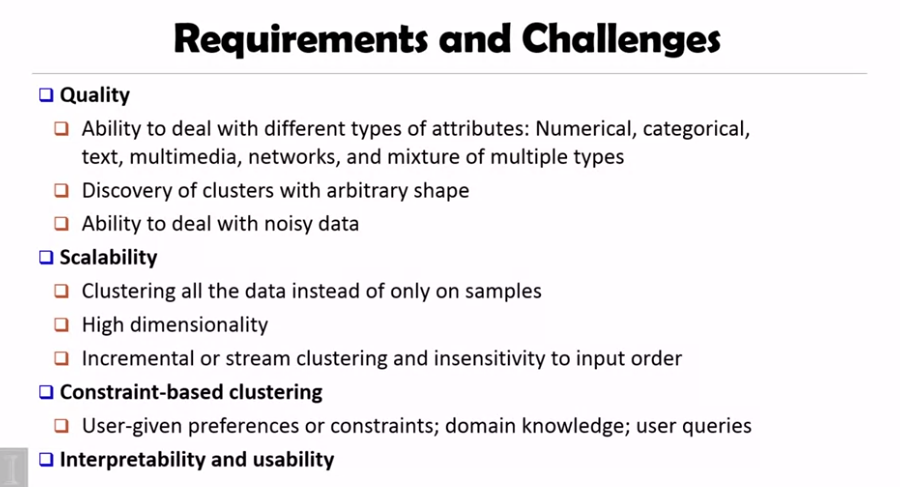 Requirements and Challenges
Quality
Ability to deal with different types of attributes: Numerical, categorical,
text, multimedia, networks, and mixture of multiple types
Discovery of clusters with arbitrary shape
Ability to deal with noisy data
Scalability
Clustering all the data instead of only on samples
High dimensionality
Incremental or stream clustering and insensitivity to input order
Constraint-based clustering
User-given preferences or constraints; domain knowledge; user queries
Interpretability and usability
I